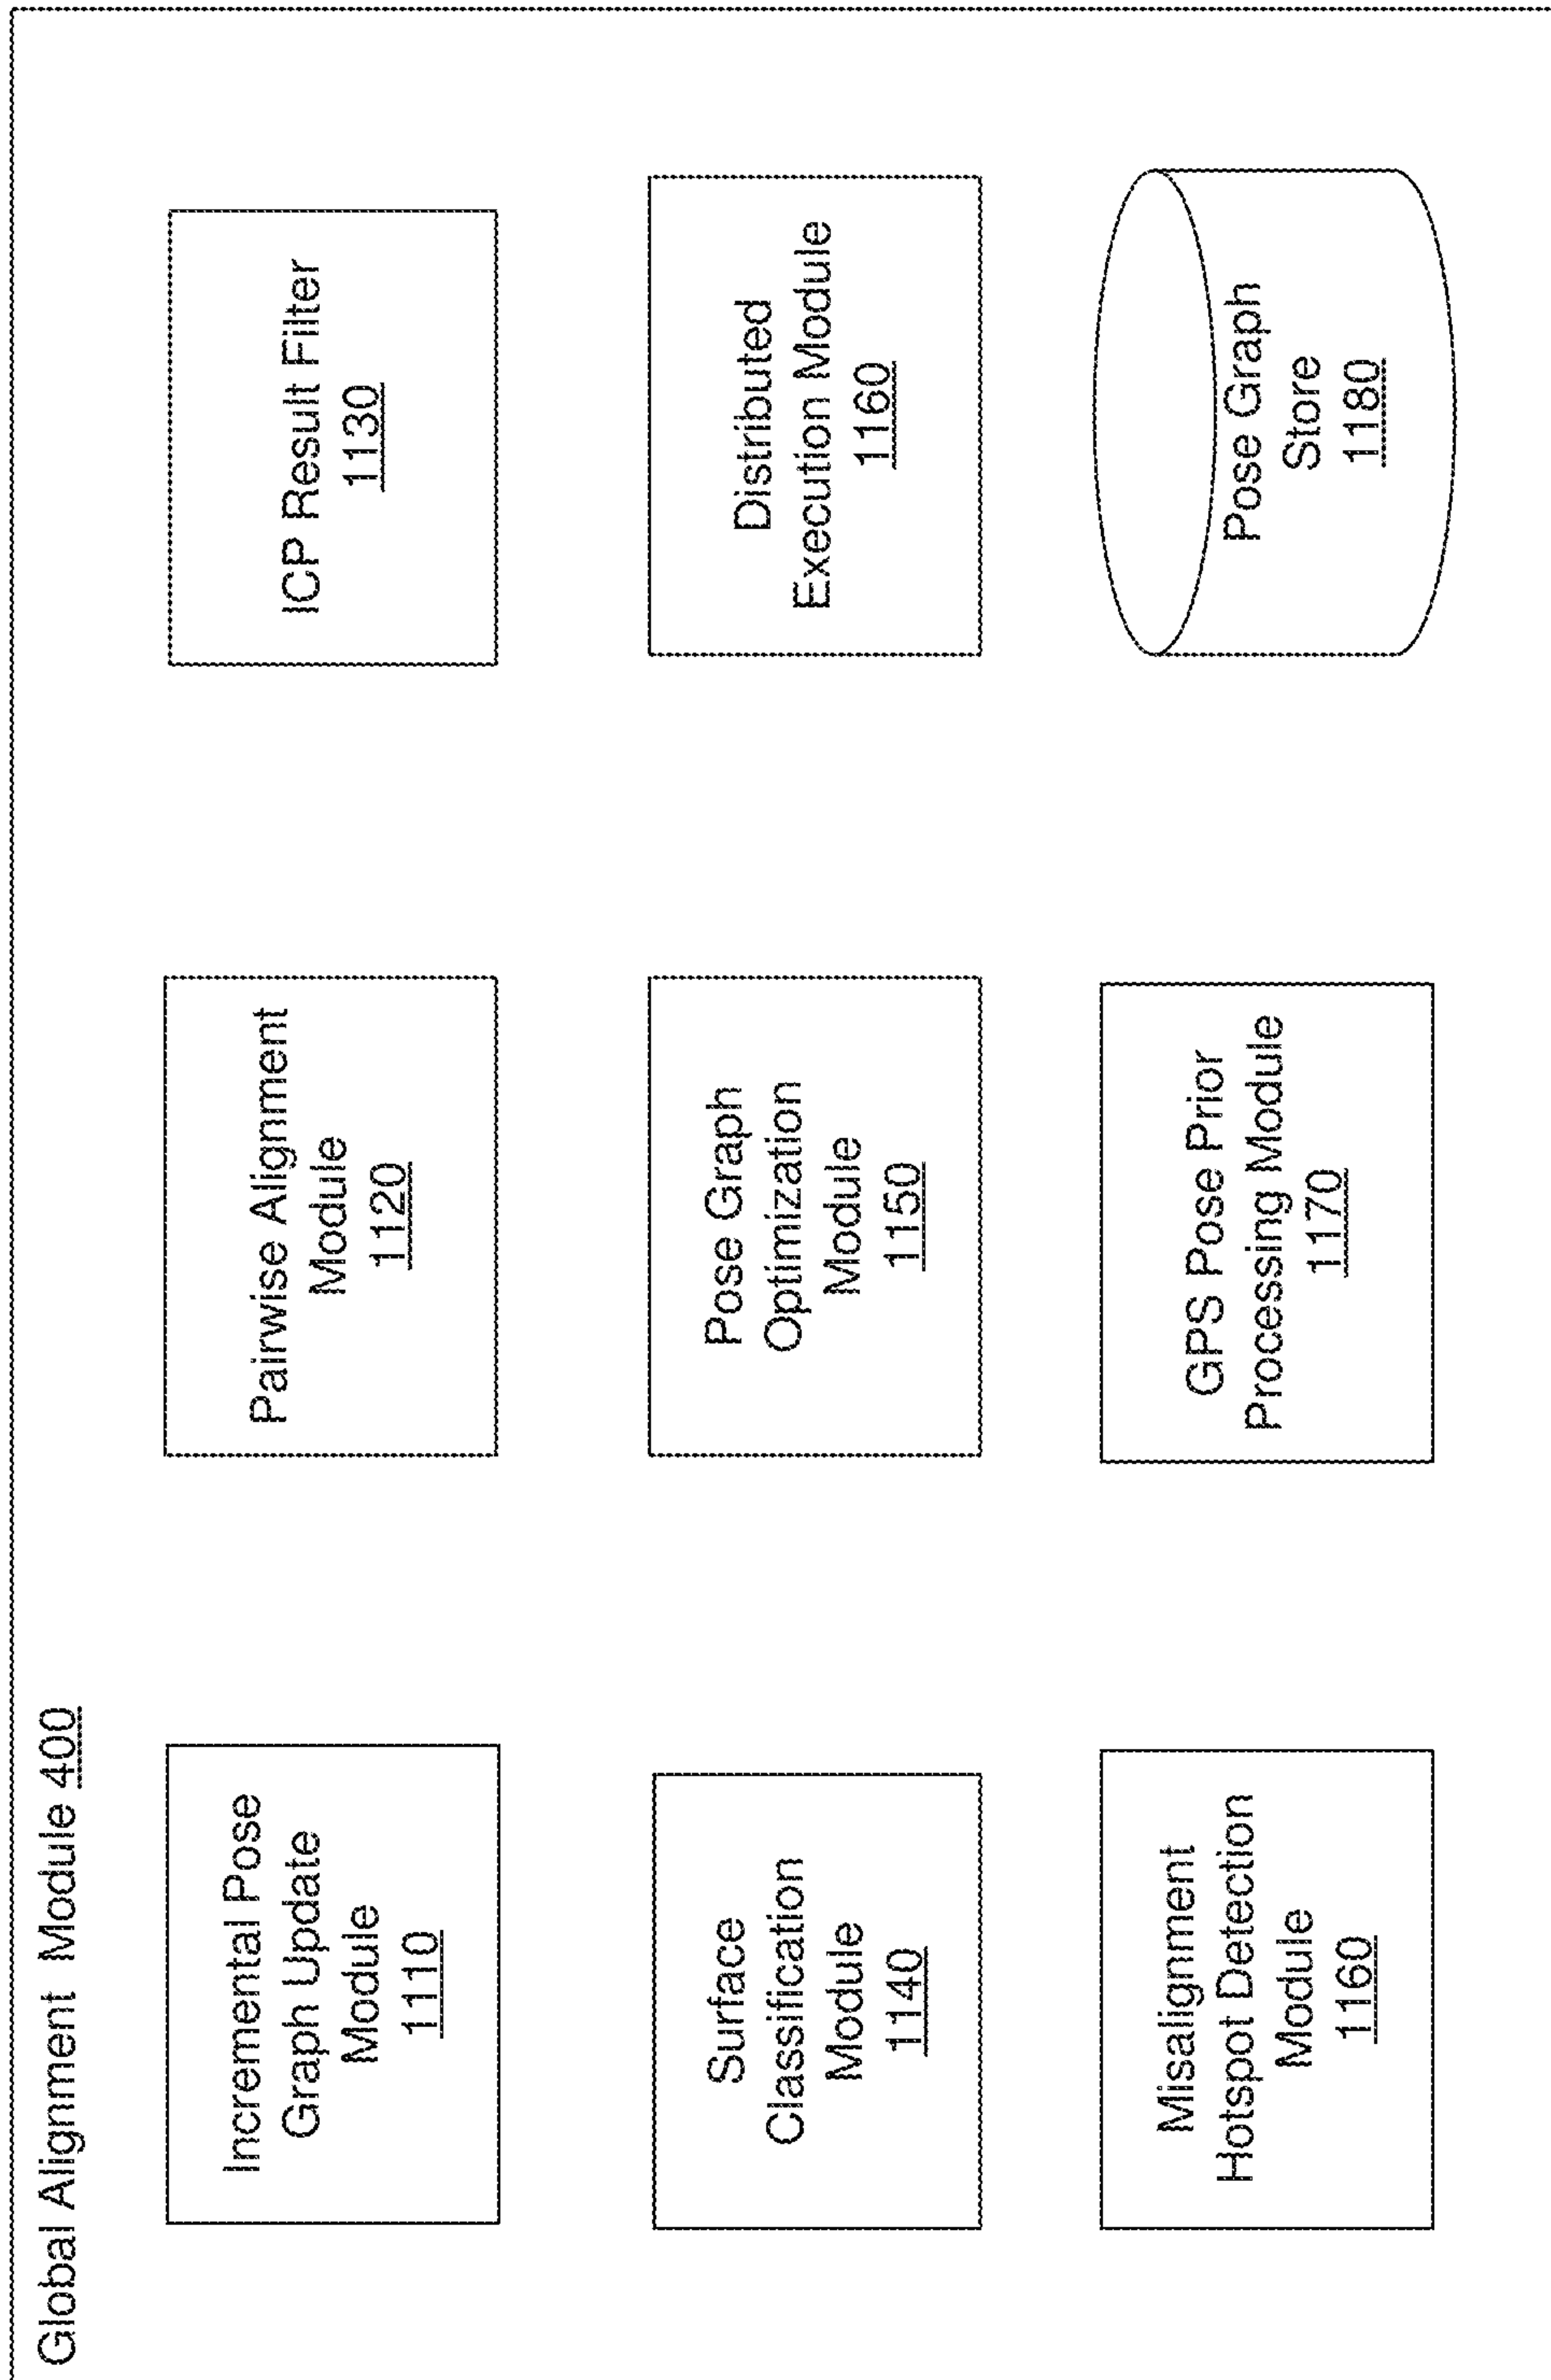 Global Alignment Module 400
Incremental Pose
Graph Update
Module
1110
Pairwise Alignment
Module
1120
ICP Result Filter
1130
Surface
Classification
Module
1140
Pose Graph
Optimization
Module
1150
Distributed
Execution Module
1160
Misalignment
Hotspot Detection
Module
1160
GPS Pose Prior
Processing Module
1170
Pose Graph
Store
1180